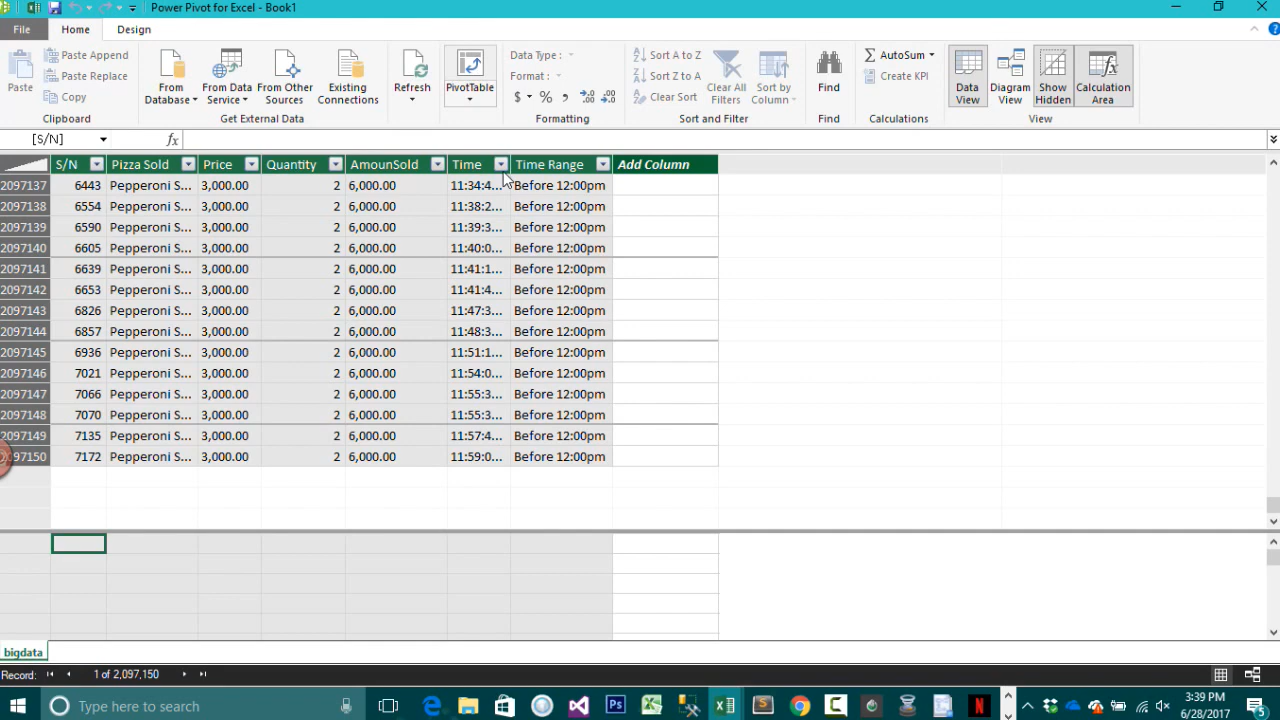 Power Pivot for Excel - Book1
File Home Design
Paste
Paste Append
Paste Replace
Copy
Clipboard
From Database
From Data Service
From Other Sources
Existing Connections
Get External Data
Refresh
PivotTable
Data Type :
Format :
$ % ,
Formatting
Sort A to Z
Sort Z to A
Clear Sort
Clear All Filters
Sort by Column
Sort and Filter
Find
Find
AutoSum
Create KPI
Calculations
Data View
Diagram View
Show Hidden
Calculation Area
View
[S/N] fx
S/N Pizza Sold Price Quantity AmounSold Time Time Range Add Column
2097137 6443 Pepperoni S... 3,000.00 2 6,000.00 11:34:4... Before 12:00pm
2097138 6554 Pepperoni S... 3,000.00 2 6,000.00 11:38:2... Before 12:00pm
2097139 6590 Pepperoni S... 3,000.00 2 6,000.00 11:39:3... Before 12:00pm
2097140 6605 Pepperoni S... 3,000.00 2 6,000.00 11:40:0... Before 12:00pm
2097141 6639 Pepperoni S... 3,000.00 2 6,000.00 11:41:1... Before 12:00pm
2097142 6653 Pepperoni S... 3,000.00 2 6,000.00 11:41:4... Before 12:00pm
2097143 6826 Pepperoni S... 3,000.00 2 6,000.00 11:47:3... Before 12:00pm
2097144 6857 Pepperoni S... 3,000.00 2 6,000.00 11:48:3... Before 12:00pm
2097145 6936 Pepperoni S... 3,000.00 2 6,000.00 11:51:1... Before 12:00pm
2097146 7021 Pepperoni S... 3,000.00 2 6,000.00 11:54:0... Before 12:00pm
2097147 7066 Pepperoni S... 3,000.00 2 6,000.00 11:55:3... Before 12:00pm
2097148 7070 Pepperoni S... 3,000.00 2 6,000.00 11:55:3... Before 12:00pm
2097149 7135 Pepperoni S... 3,000.00 2 6,000.00 11:57:4... Before 12:00pm
2097150 7172 Pepperoni S... 3,000.00 2 6,000.00 11:59:0... Before 12:00pm
bigdata
Record: 1 of 2,097,150
Type here to search
3:39 PM
6/28/2017